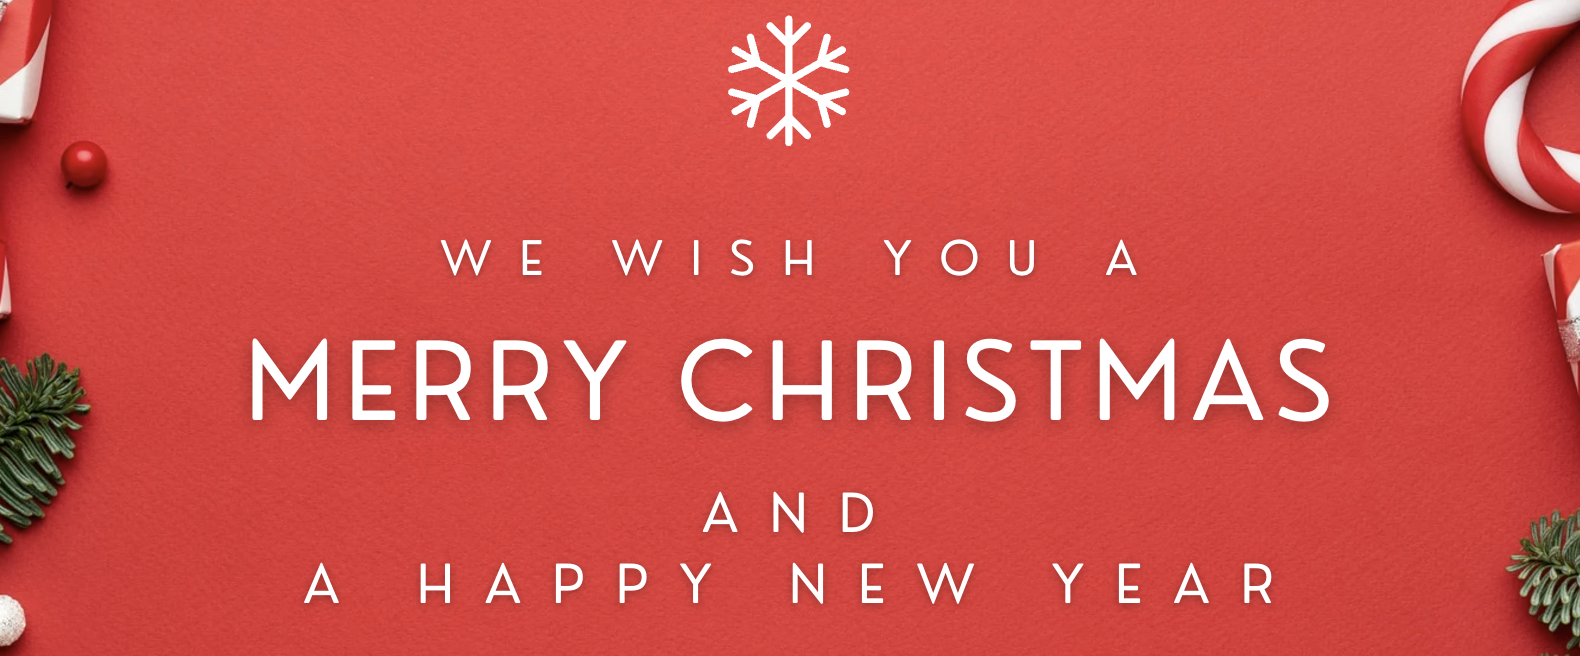 WE WISH YOU A
MERRY CHRISTMAS
AND
A HAPPY NEW YEAR